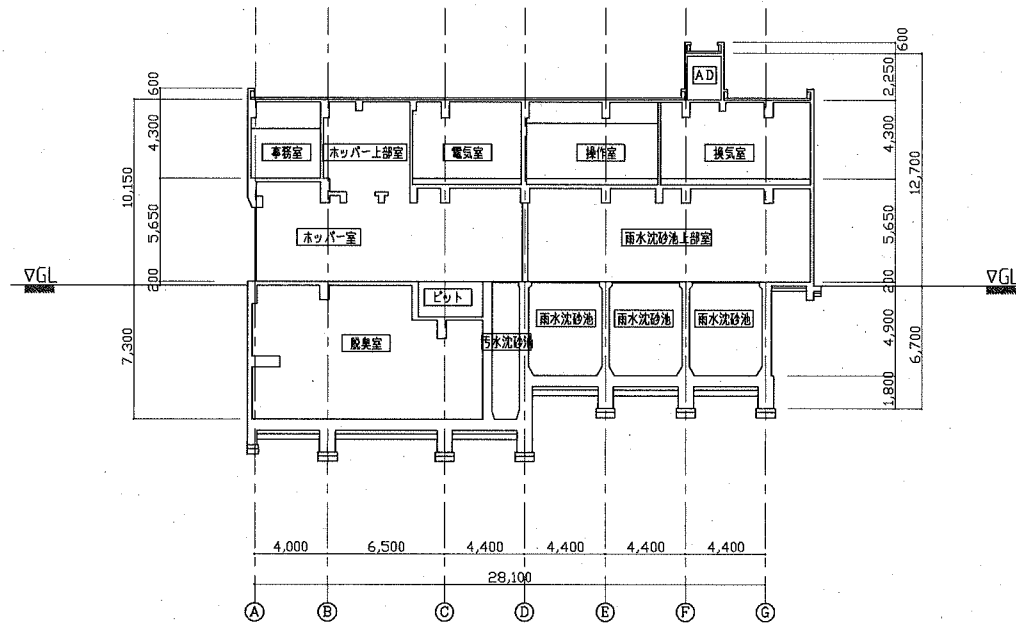 600
AD
2,250
600
4,300
事務室
ホッパー上部室
電気室
操作室
換気室
4,300
10,150
12,700
5,650
ホッパー室
雨水沈砂池上部室
5,650
▽GL
200
200
▽GL
ピット
雨水沈砂池
雨水沈砂池
雨水沈砂池
脱臭室
汚水沈砂池
7,300
4,900
6,700
1,800
4,000
6,500
4,400
4,400
4,400
4,400
28,100
A
B
C
D
E
F
G